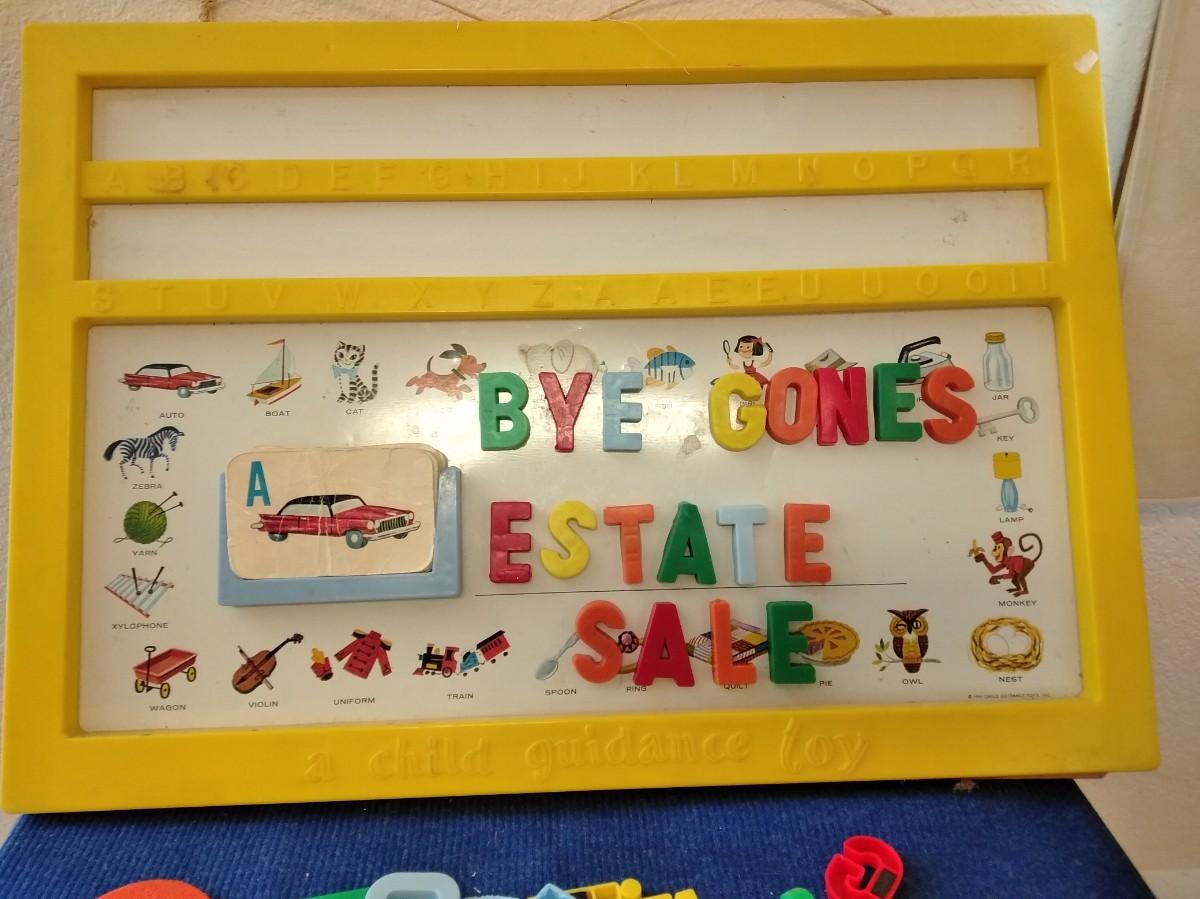 A B C D E F G H I J K L M N O P Q R
S T U V W X Y Z A A E E U U O O I I
AUTO BOAT CAT JAR
BYE GONES
KEY
ZEBRA
A
LAMP
ESTATE
YARN
MONKEY
SALE
XYLOPHONE
WAGON VIOLIN UNIFORM TRAIN SPOON RING QUILT PIE OWL NEST
a child guidance toy